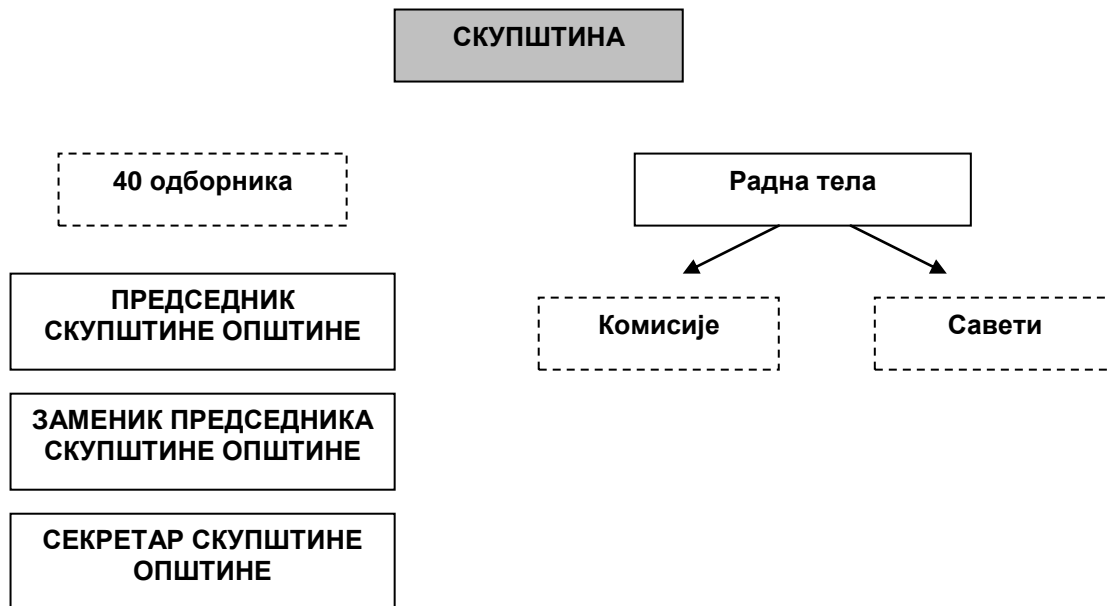 СКУПШТИНА
40 одборника
Радна тела
ПРЕДСЕДНИК
СКУПШТИНЕ ОПШТИНЕ
Комисије
Савети
ЗАМЕНИК ПРЕДСЕДНИКА
СКУПШТИНЕ ОПШТИНЕ
СЕКРЕТАР СКУПШТИНЕ
ОПШТИНЕ